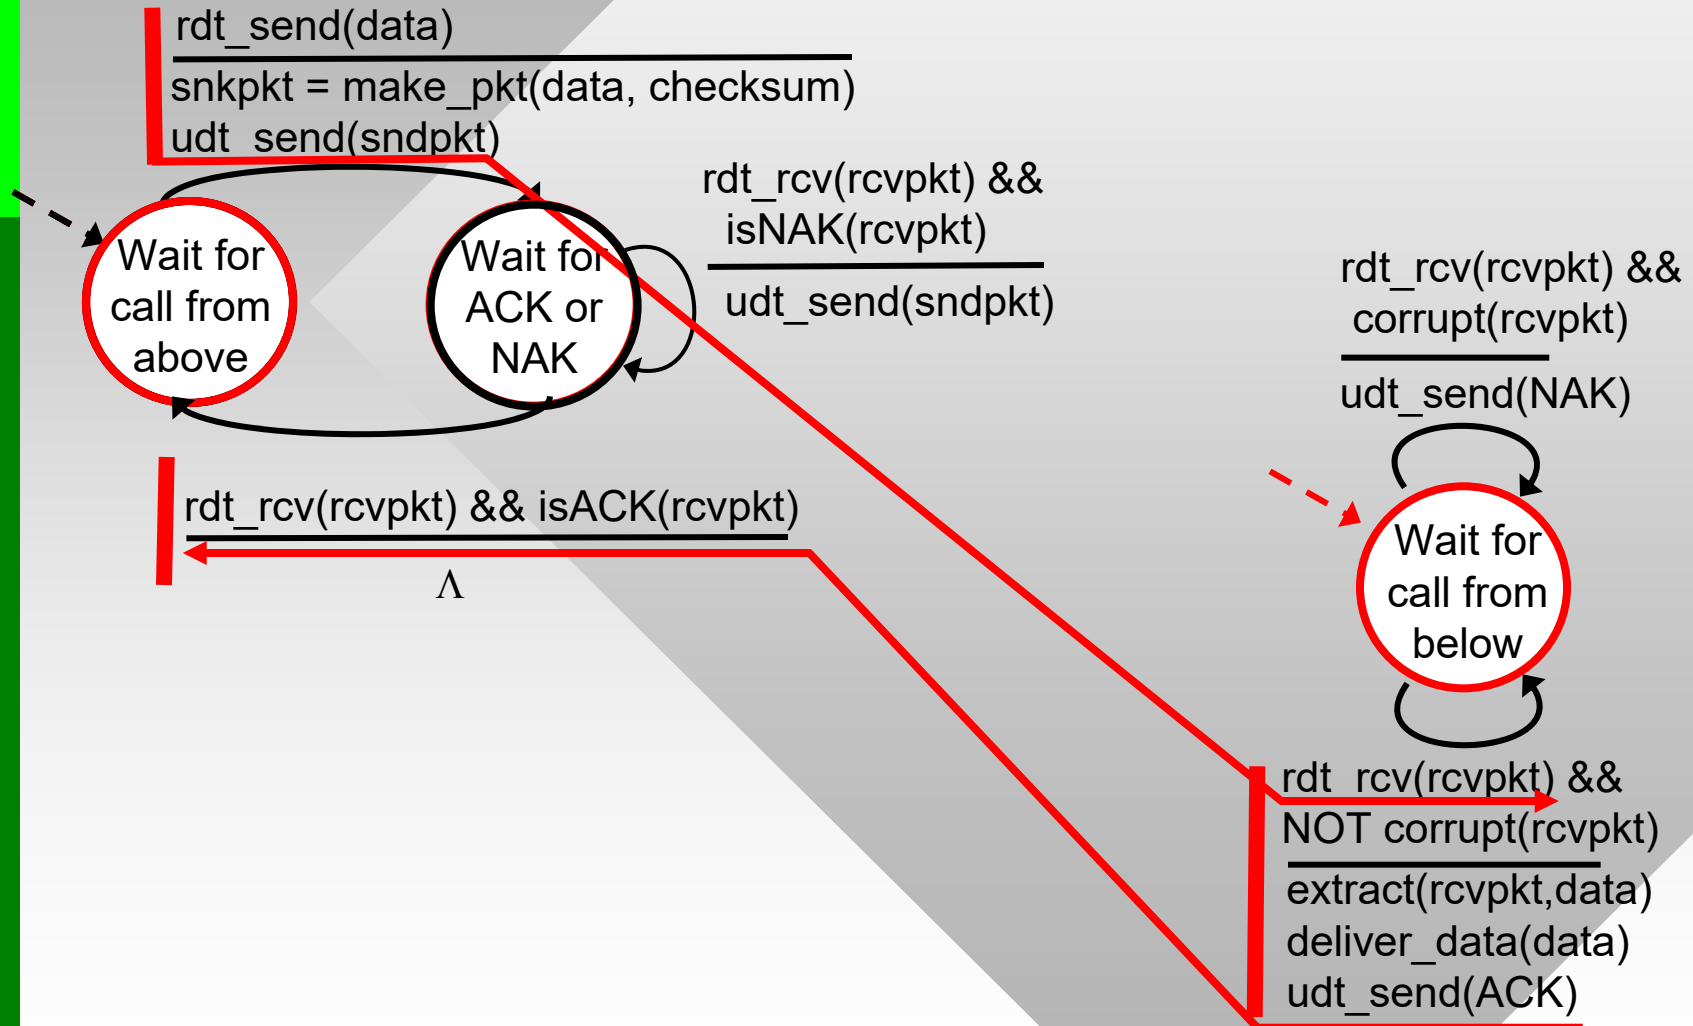 rdt_send(data)
snkpkt = make_pkt(data, checksum)
udt_send(sndpkt)
rdt_rcv(rcvpkt) &&
isNAK(rcvpkt)
udt_send(sndpkt)
Wait for
call from
above
Wait for
ACK or
NAK
rdt_rcv(rcvpkt) && isACK(rcvpkt)
Λ
rdt_rcv(rcvpkt) &&
corrupt(rcvpkt)
udt_send(NAK)
Wait for
call from
below
rdt_rcv(rcvpkt) &&
NOT corrupt(rcvpkt)
extract(rcvpkt,data)
deliver_data(data)
udt_send(ACK)